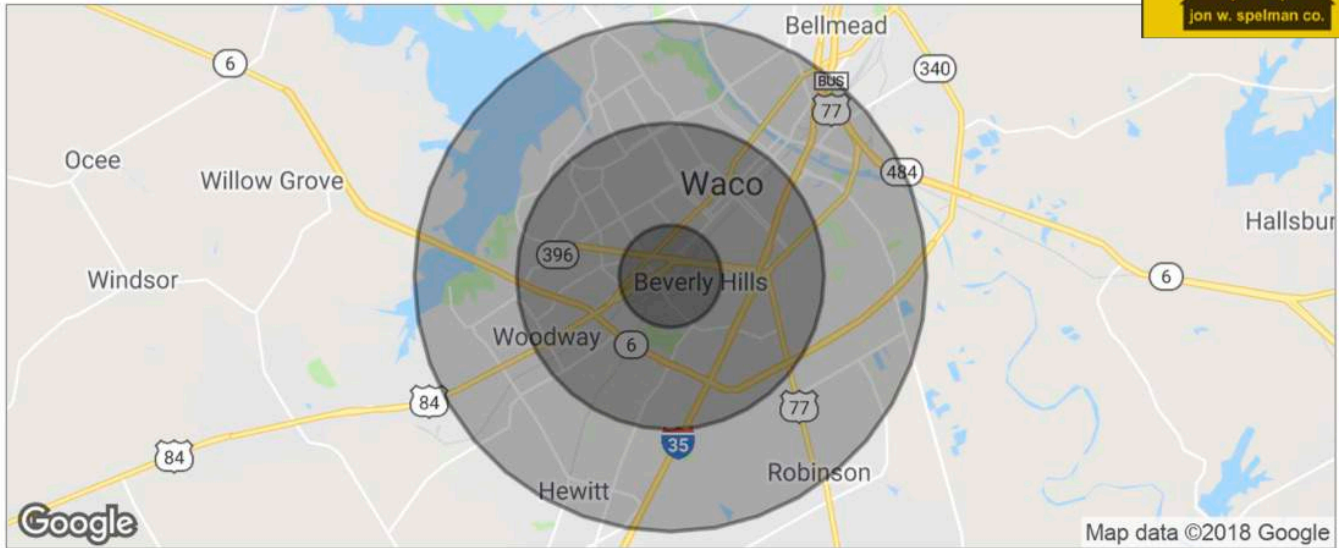 jon w. spelman co.
Bellmead
6
340
BUS
77
Ocee
Willow Grove
Waco
484
Hallsbur
396
Windsor
Beverly Hills
6
Woodway
6
84
77
35
84
Robinson
Hewitt
Google
Map data ©2018 Google